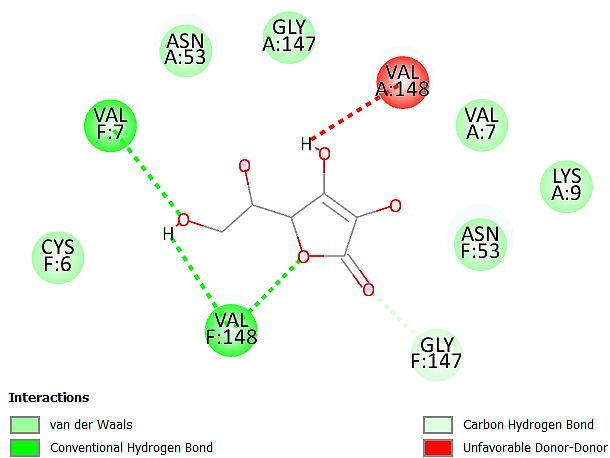 ASN
A:53
GLY
A:147
VAL
A:148
VAL
F:7
VAL
A:7
LYS
A:9
H
O
O
O
H
O
O
O
ASN
F:53
CYS
F:6
VAL
F:148
GLY
F:147
Interactions
van der Waals
Conventional Hydrogen Bond
Carbon Hydrogen Bond
Unfavorable Donor-Donor